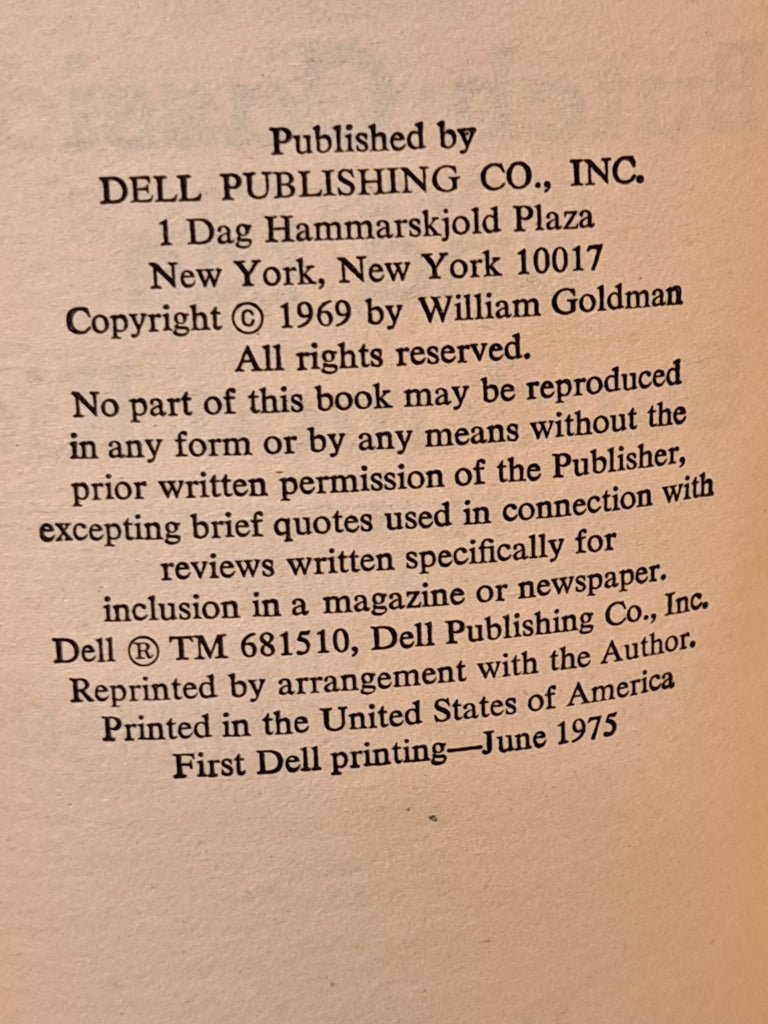 Published by
DELL PUBLISHING CO., INC.
1 Dag Hammarskjold Plaza
New York, New York 10017
Copyright © 1969 by William Goldman
All rights reserved.
No part of this book may be reproduced
in any form or by any means without the
prior written permission of the Publisher,
excepting brief quotes used in connection with
reviews written specifically for
inclusion in a magazine or newspaper.
Dell ® TM 681510, Dell Publishing Co., Inc.
Reprinted by arrangement with the Author.
Printed in the United States of America
First Dell printing—June 1975